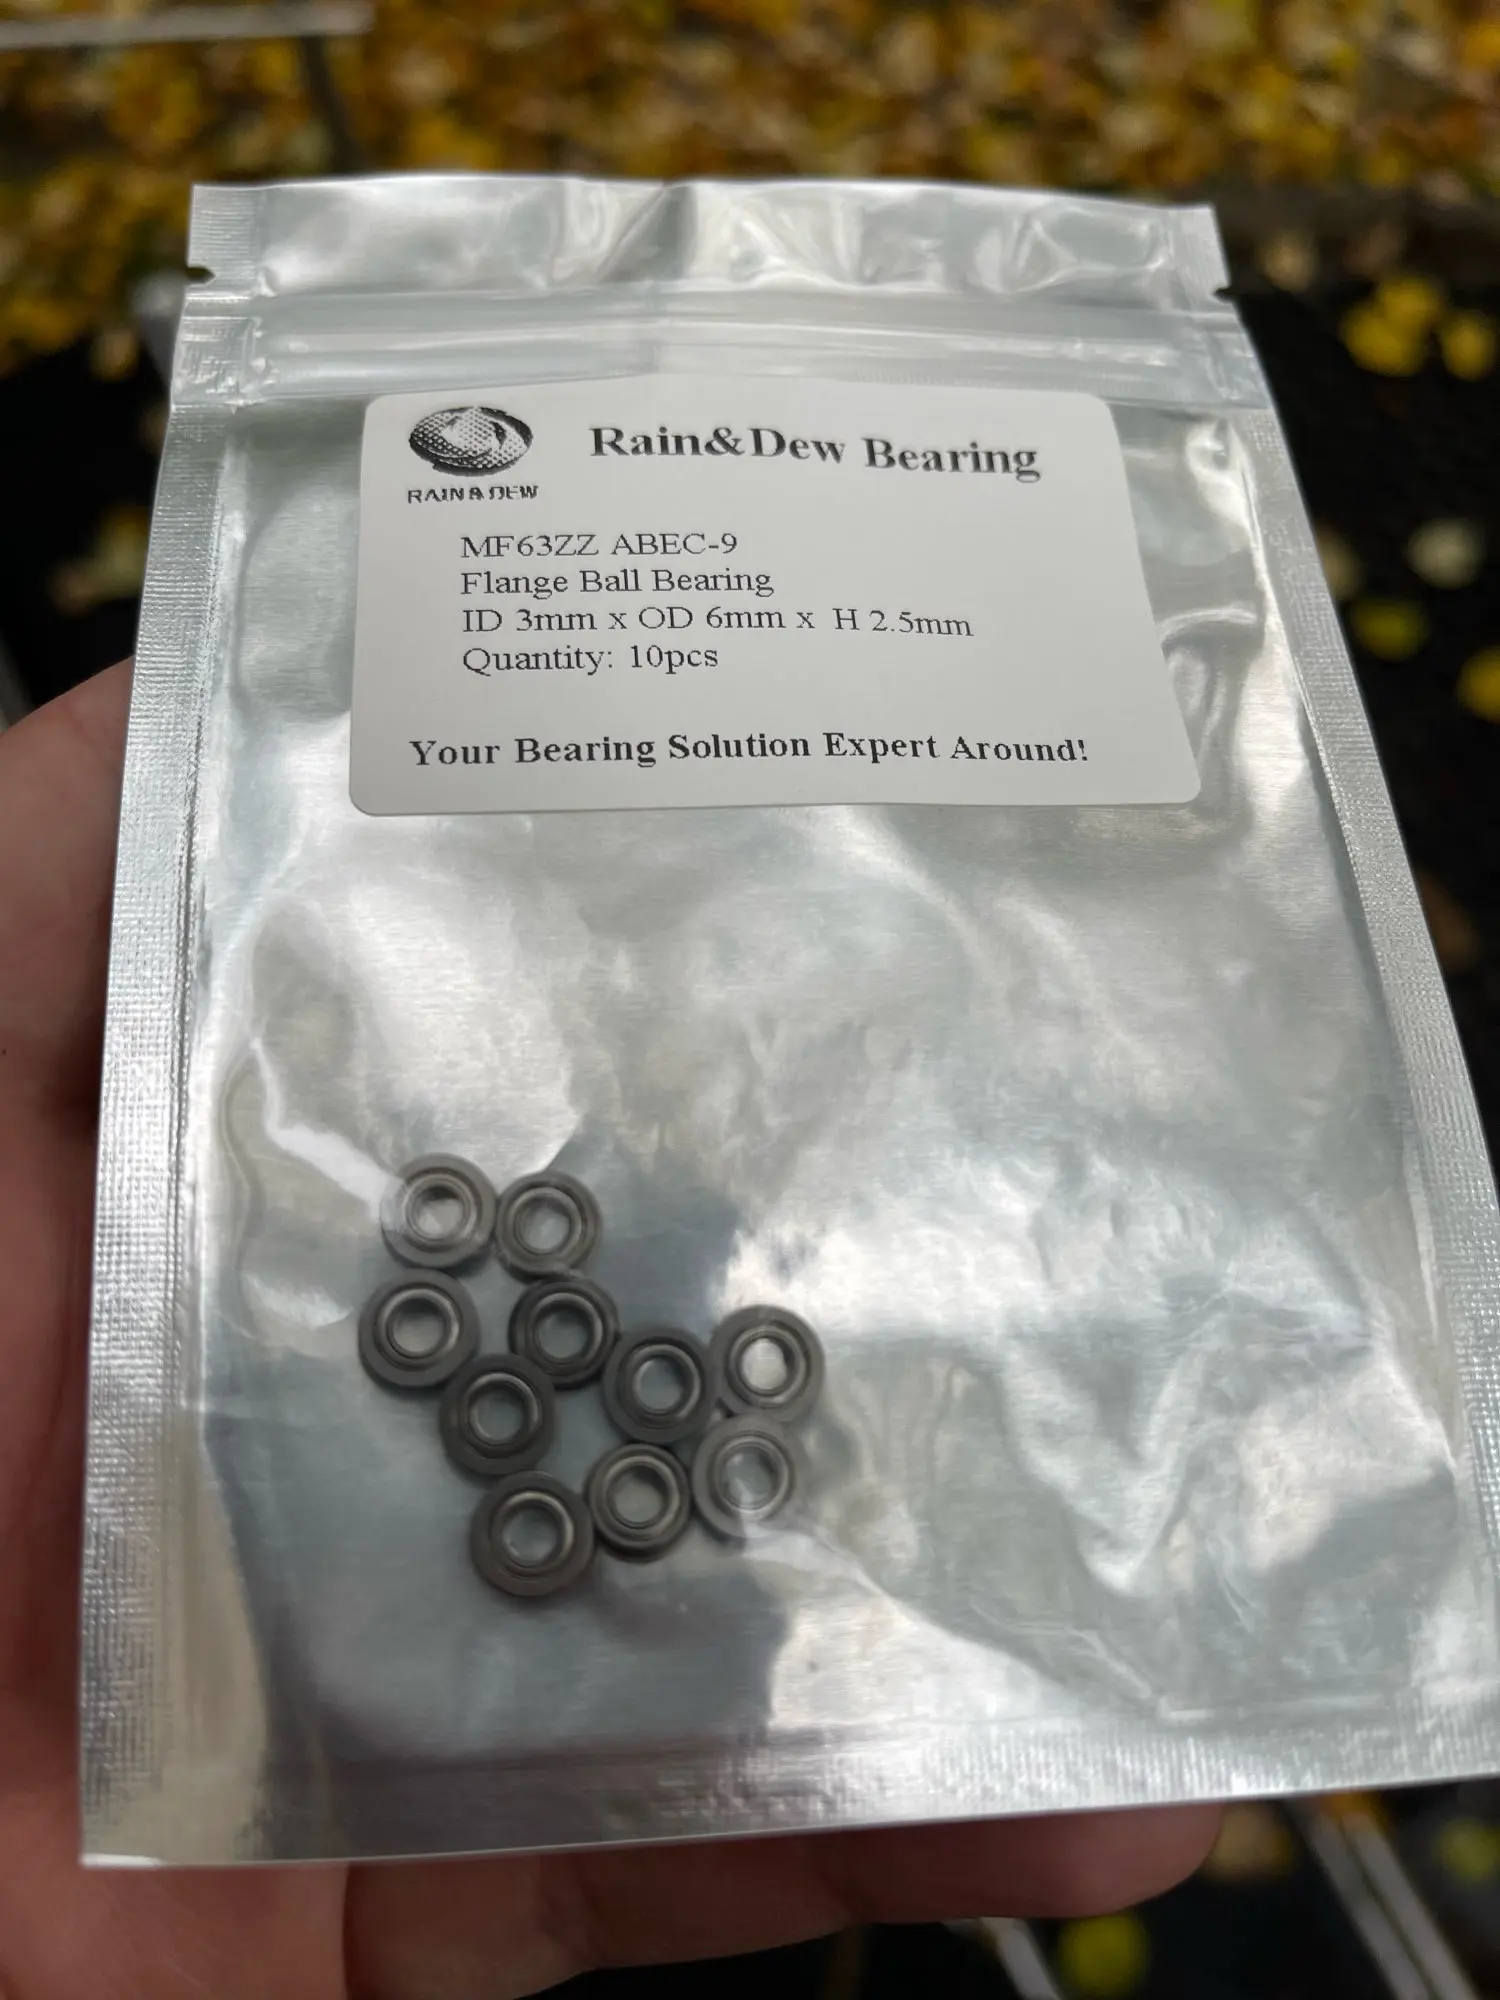 Rain&Dew Bearing
RAIN & DEW
MF63ZZ ABEC-9
Flange Ball Bearing
ID 3mm x OD 6mm x H 2.5mm
Quantity: 10pcs
Your Bearing Solution Expert Around!